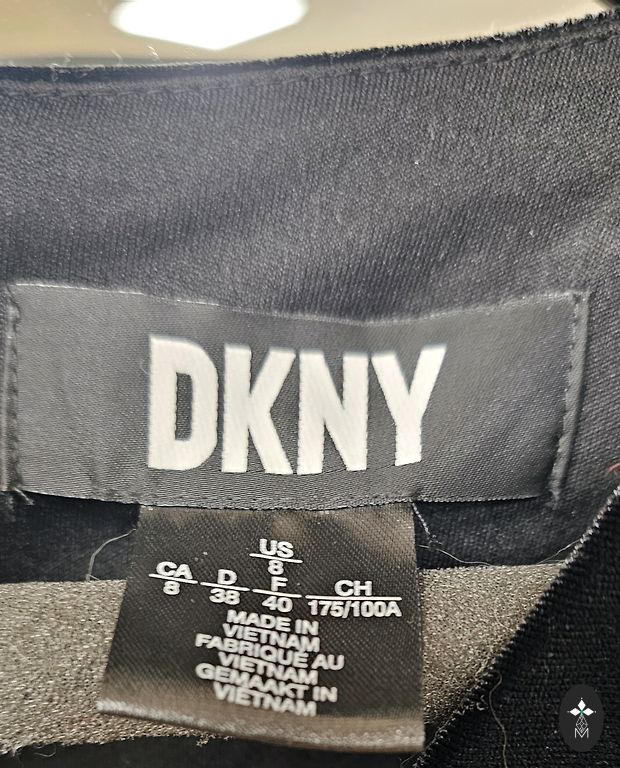 DKNY
US
8
CA D F CH
8 38 40 175/100A
MADE IN
VIETNAM
FABRIQUÉ AU
VIETNAM
GEMAAKT IN
VIETNAM
M